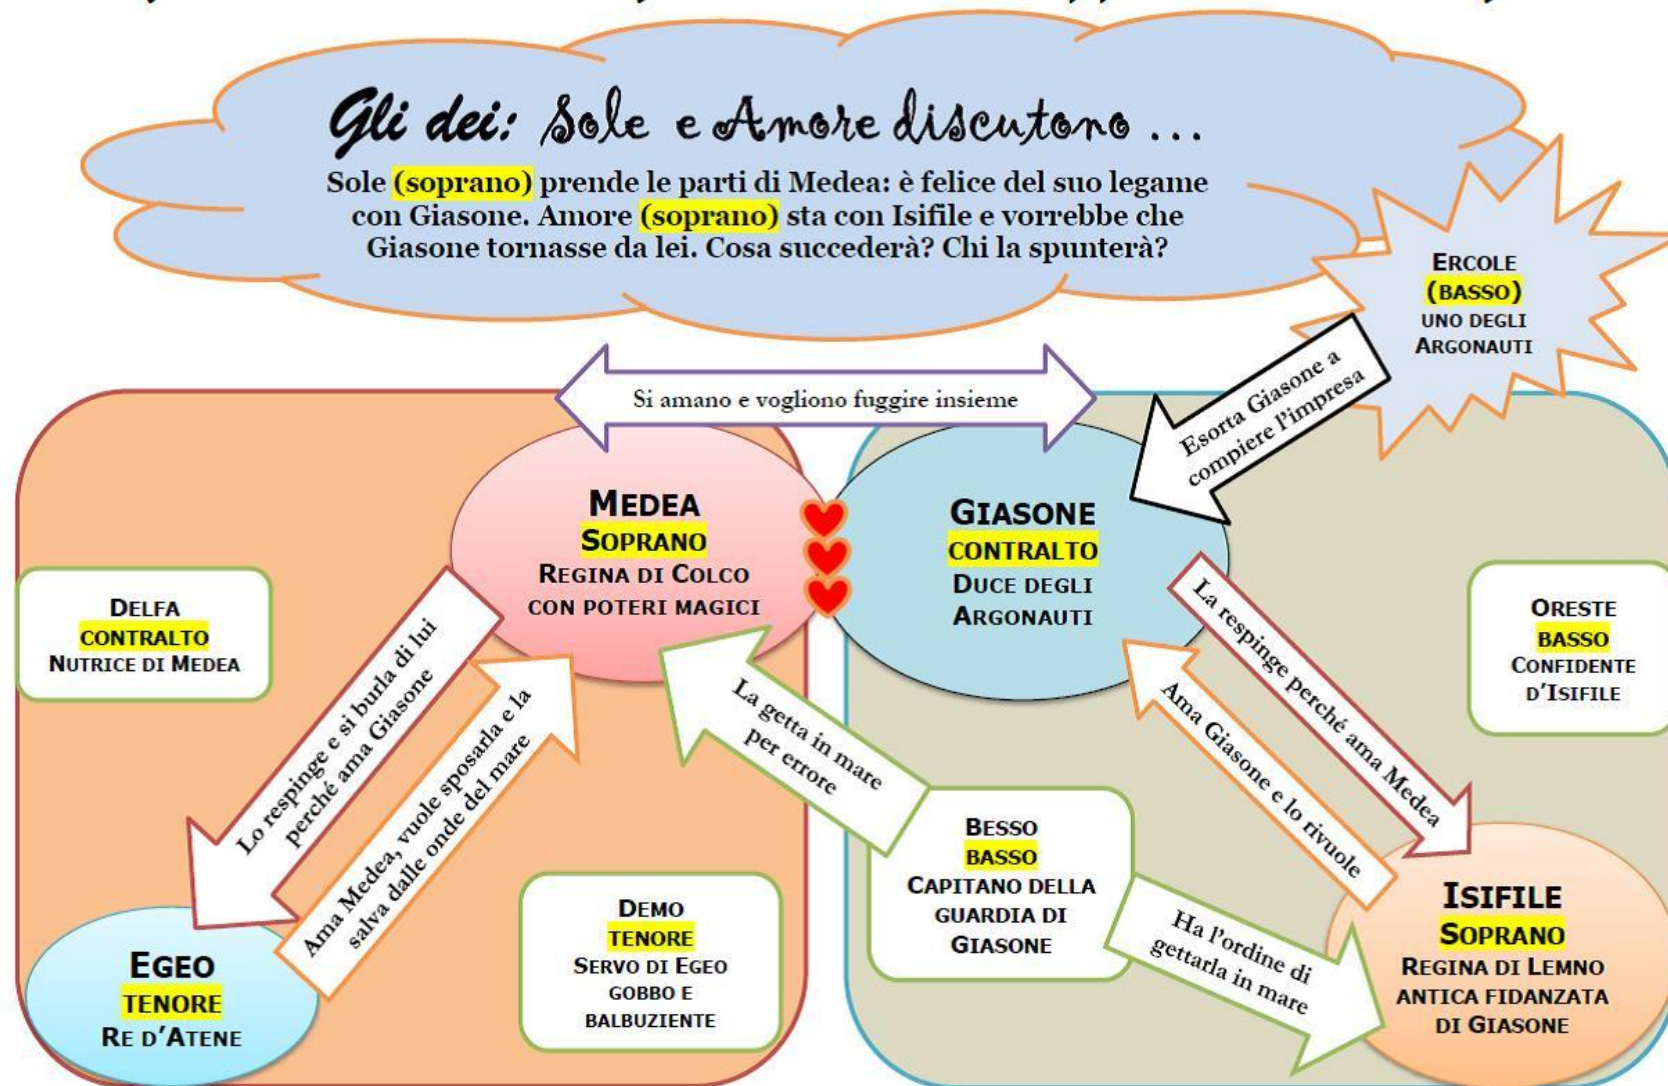 Gli dei: Sole e Amore discutono ...
Sole (soprano) prende le parti di Medea: è felice del suo legame
con Giasone. Amore (soprano) sta con Isifile e vorrebbe che
Giasone tornasse da lei. Cosa succederà? Chi la spunterà?
ERCOLE
(BASSO)
UNO DEGLI
ARGONAUTI
Si amano e vogliono fuggire insieme
Esorta Giasone a
compiere l'impresa
MEDEA
SOPRANO
REGINA DI COLCO
CON POTERI MAGICI
GIASONE
CONTRALTO
DUCE DEGLI
ARGONAUTI
DELFA
CONTRALTO
NUTRICE DI MEDEA
ORESTE
BASSO
CONFIDENTE
D'ISIFILE
Lo respinge e si burla di lui
perché ama Giasone
Ama Medea, vuole sposarla e la
salva dalle onde del mare
La getta in mare
per errore
La respinge perché ama Medea
Ama Giasone e lo rivuole
BESSO
BASSO
CAPITANO DELLA
GUARDIA DI
GIASONE
Ha l'ordine di
gettarla in mare
DEMO
TENORE
SERVO DI EGEO
GOBBO E
BALBUZIENTE
EGEO
TENORE
RE D'ATENE
ISIFILE
SOPRANO
REGINA DI LEMNO
ANTICA FIDANZATA
DI GIASONE